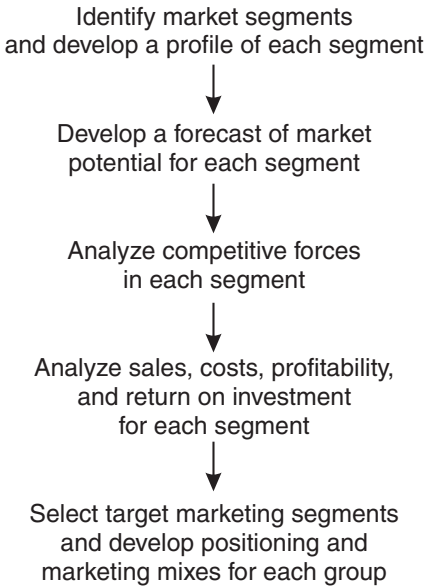 Identify market segments
and develop a profile of each segment
Develop a forecast of market
potential for each segment
Analyze competitive forces
in each segment
Analyze sales, costs, profitability,
and return on investment
for each segment
Select target marketing segments
and develop positioning and
marketing mixes for each group